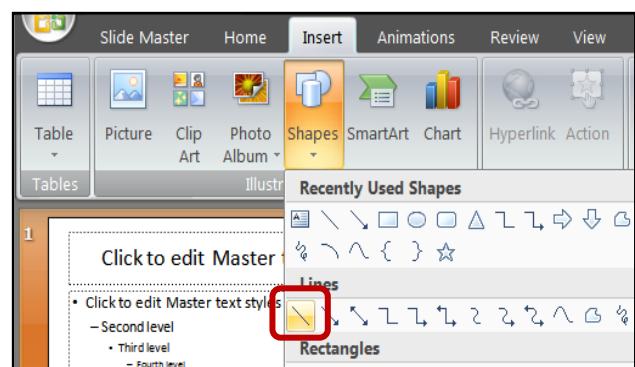 Slide Master Home Insert Animations Review View
Table Picture Clip Art Photo Album Shapes SmartArt Chart Hyperlink Action
Tables Illustr
Recently Used Shapes
Lines
Rectangles
1
Click to edit Master
• Click to edit Master text styles
– Second level
• Third level
– Fourth level